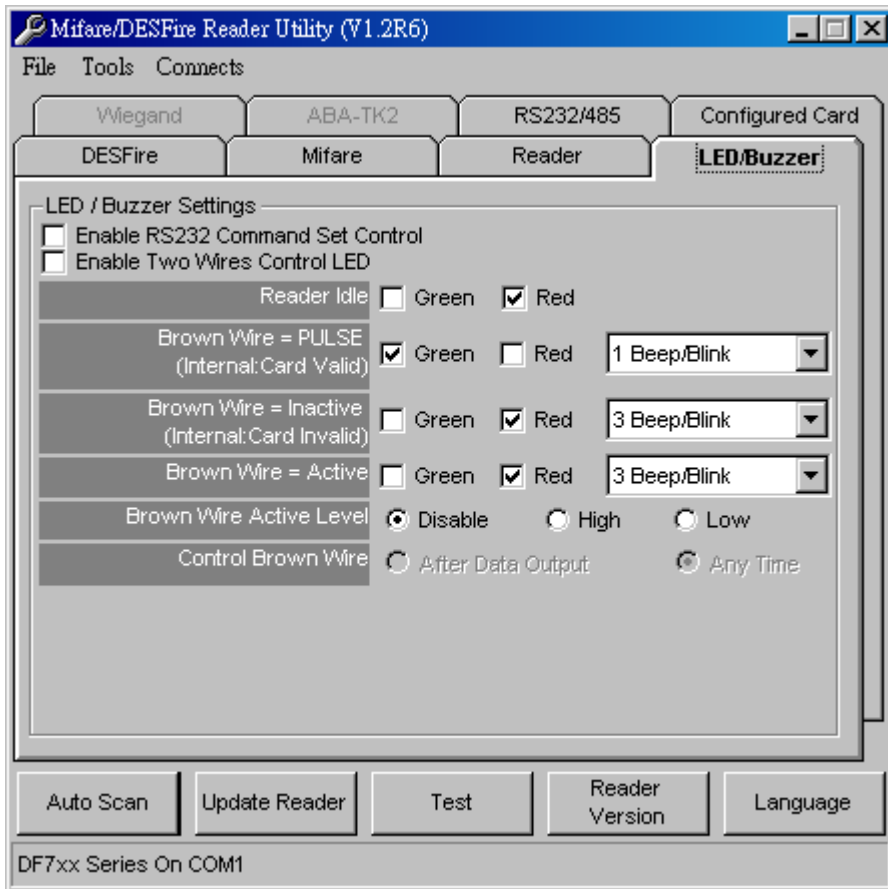 Mifare/DESFire Reader Utility (V1.2R6)
File Tools Connects
Wiegand ABA-TK2 RS232/485 Configured Card
DESFire Mifare Reader LED/Buzzer
LED / Buzzer Settings
Enable RS232 Command Set Control
Enable Two Wires Control LED
Reader Idle Green Red
Brown Wire = PULSE
(Internal:Card Valid) Green Red 1 Beep/Blink
Brown Wire = Inactive
(Internal:Card Invalid) Green Red 3 Beep/Blink
Brown Wire = Active Green Red 3 Beep/Blink
Brown Wire Active Level Disable High Low
Control Brown Wire After Data Output Any Time
Auto Scan Update Reader Test Reader Version Language
DF7xx Series On COM1